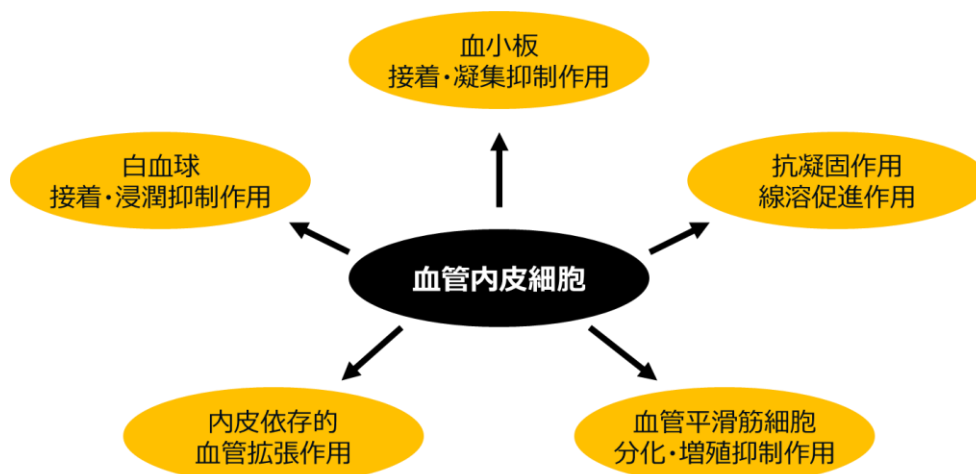 血小板
接着・凝集抑制作用
白血球
接着・浸潤抑制作用
抗凝固作用
線溶促進作用
血管内皮細胞
内皮依存的
血管拡張作用
血管平滑筋細胞
分化・増殖抑制作用